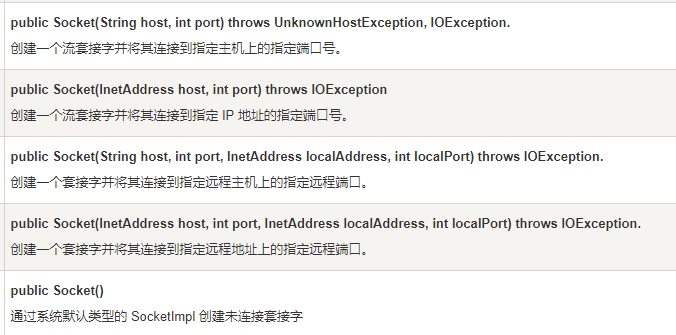 public Socket(String host, int port) throws UnknownHostException, IOException.
创建一个流套接字并将其连接到指定主机上的指定端口号。
public Socket(InetAddress host, int port) throws IOException
创建一个流套接字并将其连接到指定 IP 地址的指定端口号。
public Socket(String host, int port, InetAddress localAddress, int localPort) throws IOException.
创建一个套接字并将其连接到指定远程主机上的指定远程端口。
public Socket(InetAddress host, int port, InetAddress localAddress, int localPort) throws IOException.
创建一个套接字并将其连接到指定远程地址上的指定远程端口。
public Socket()
通过系统默认类型的 SocketImpl 创建未连接套接字